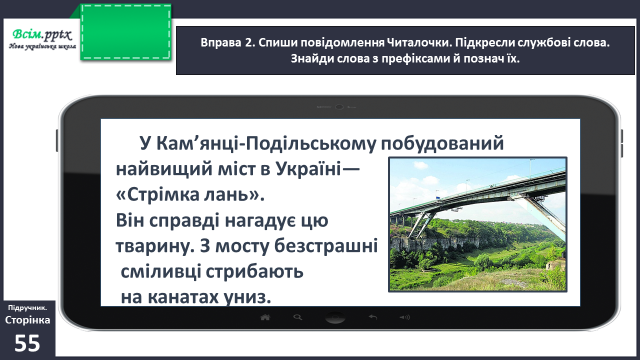 Всім.pptx
Нова українська школа
Вправа 2. Спиши повідомлення Читалочки. Підкресли службові слова.
Знайди слова з префіксами й познач їх.
У Кам’янці-Подільському побудований
найвищий міст в Україні—
«Стрімка лань».
Він справді нагадує цю
тварину. З мосту безстрашні
сміливці стрибають
на канатах униз.
Підручник.
Сторінка
55